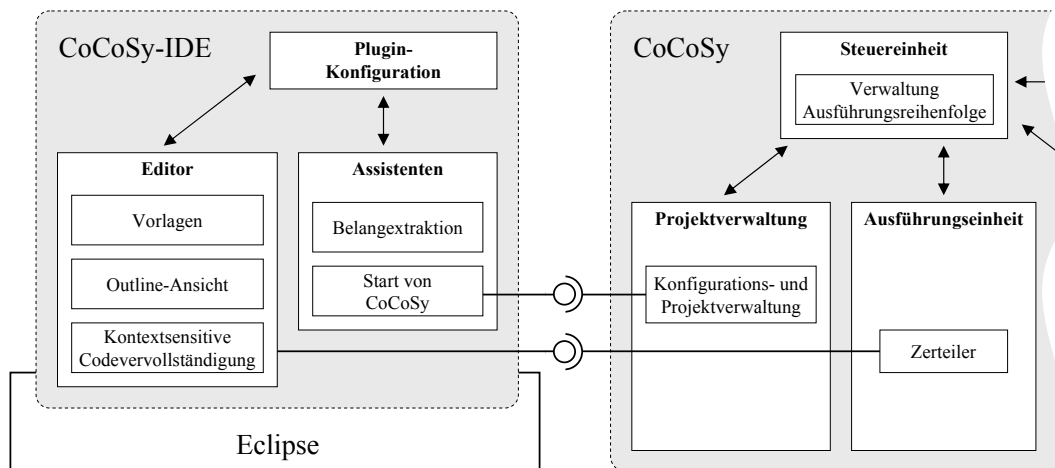 CoCoSy-IDE
Plugin-
Konfiguration
Editor
Vorlagen
Outline-Ansicht
Kontextsensitive
Codevervollständigung
Assistenten
Belangextraktion
Start von
CoCoSy
Eclipse
CoCoSy
Steuereinheit
Verwaltung
Ausführungsreihenfolge
Projektverwaltung
Konfigurations- und
Projektverwaltung
Ausführungseinheit
Zerteiler